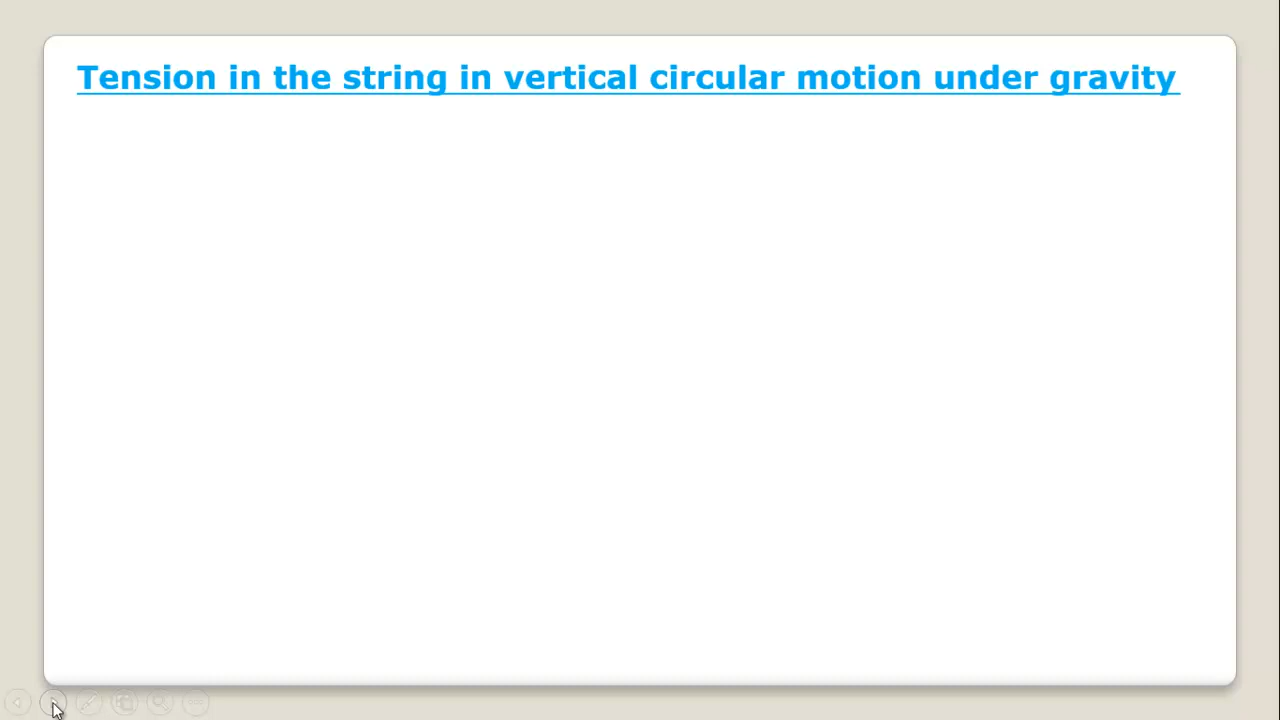 Tension in the string in vertical circular motion under gravity